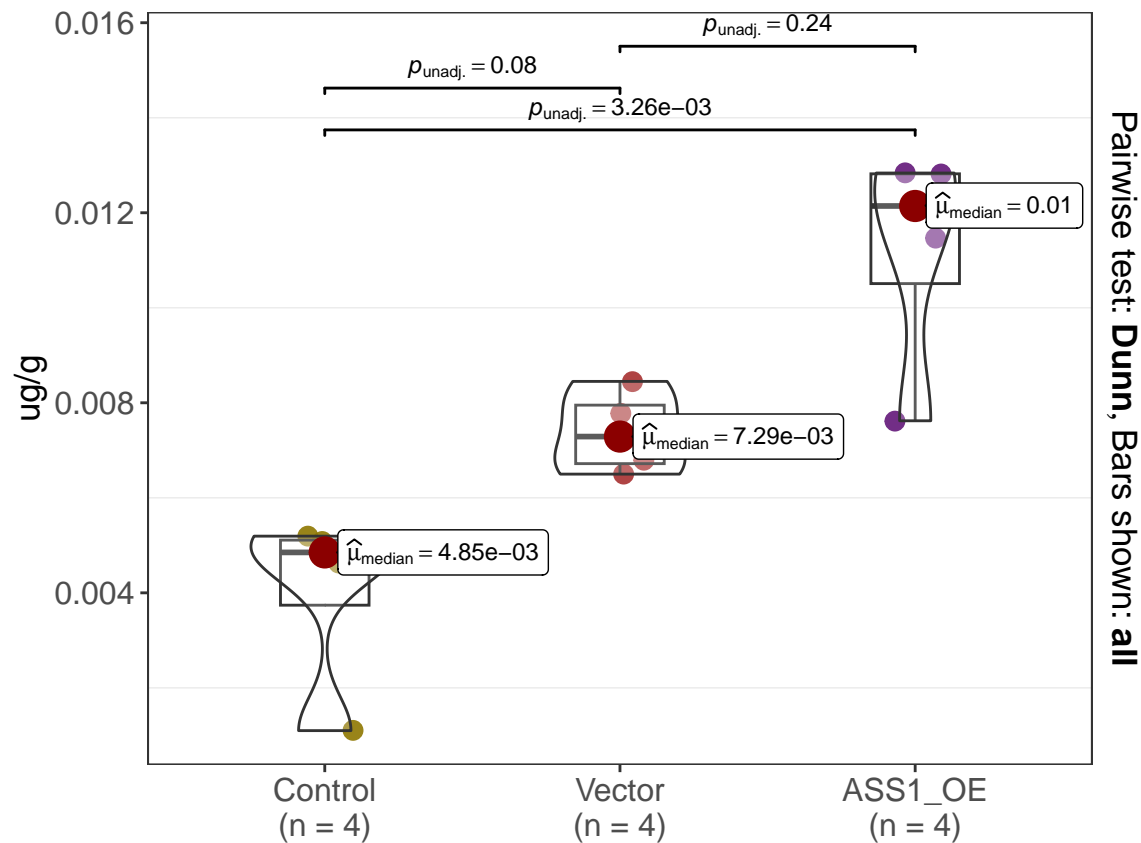 0.016
0.012
0.008
0.004
ug/g
p unadj. = 0.24
p unadj. = 0.08
p unadj. = 3.26e−03
μ̂ median = 0.01
μ̂ median = 7.29e−03
μ̂ median = 4.85e−03
Control
(n = 4)
Vector
(n = 4)
ASS1_OE
(n = 4)
Pairwise test: Dunn, Bars shown: all